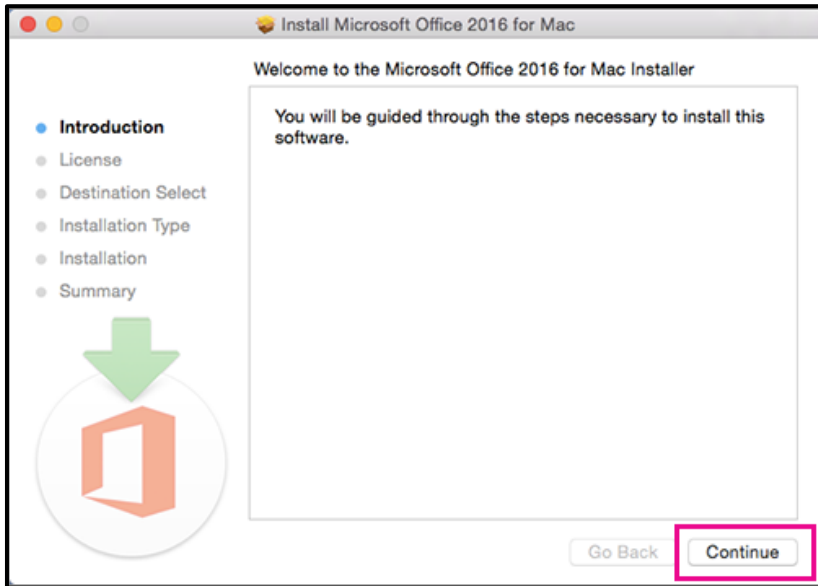 Install Microsoft Office 2016 for Mac
Welcome to the Microsoft Office 2016 for Mac Installer
Introduction
License
Destination Select
Installation Type
Installation
Summary
You will be guided through the steps necessary to install this
software.
Go Back
Continue